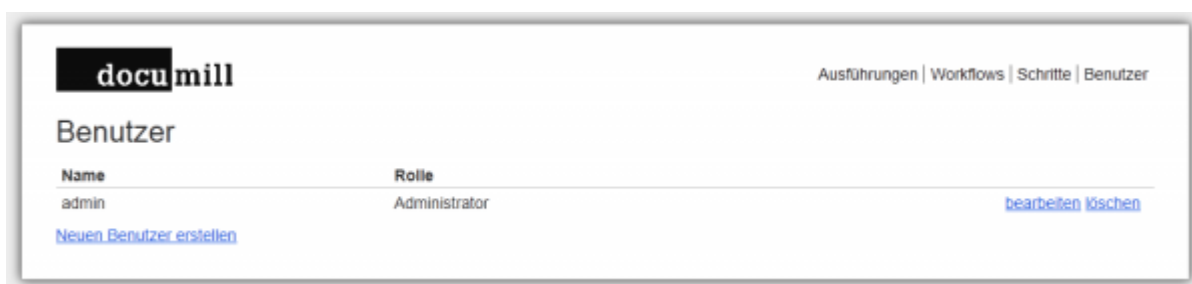 documill
Ausführungen | Workflows | Schritte | Benutzer
Benutzer
Name Rolle
admin Administrator bearbeiten löschen
Neuen Benutzer erstellen